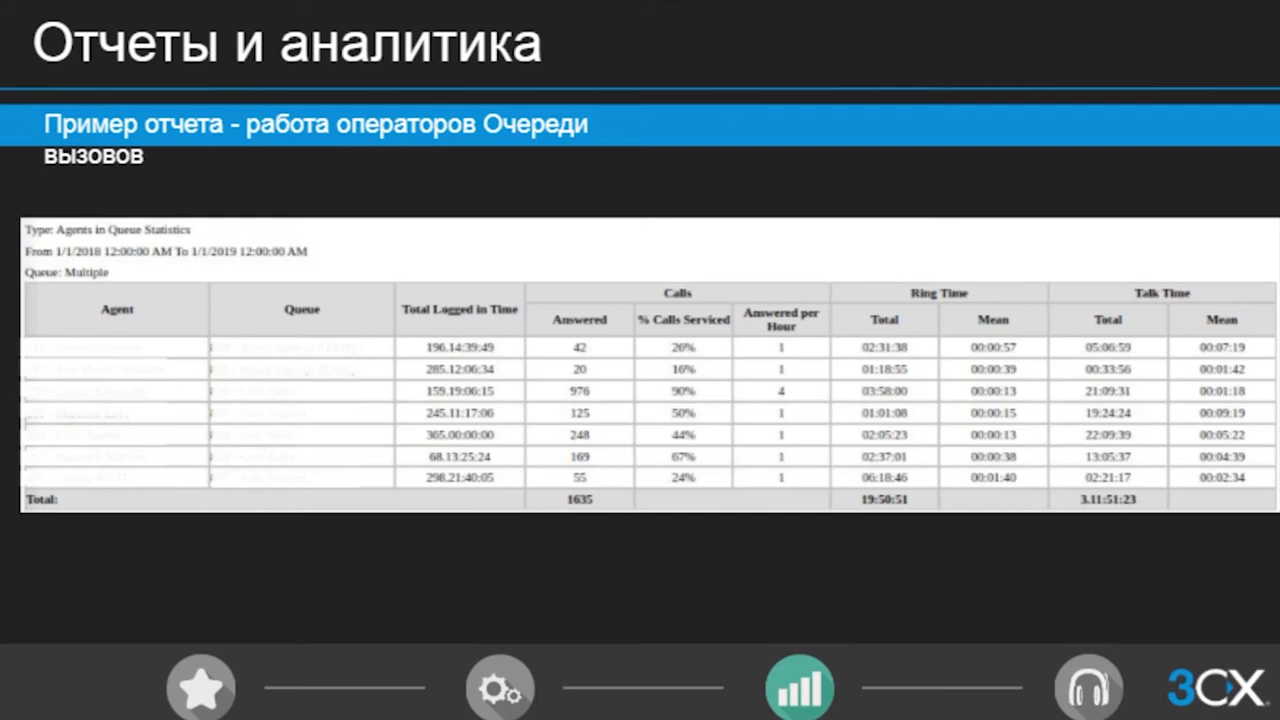 Отчеты и аналитика
Пример отчета - работа операторов Очереди
вызовов
Type: Agents in Queue Statistics
From 1/1/2018 12:00:00 AM To 1/1/2019 12:00:00 AM
Queue: Multiple
Agent Queue Total Logged in Time Calls Ring Time Talk Time
Answered % Calls Serviced Answered per Hour Total Mean Total Mean
196.14:39:49 42 26% 1 02:31:38 00:00:57 05:06:59 00:07:19
285.12:06:34 20 16% 1 01:18:55 00:00:39 00:33:56 00:01:42
159.19:06:15 976 90% 4 03:58:00 00:00:13 21:09:31 00:01:18
245.11:17:06 125 50% 1 01:01:08 00:00:15 19:24:24 00:09:19
365.00:00:00 248 44% 1 02:05:23 00:00:13 22:09:39 00:05:22
68.13:25:24 169 67% 1 02:37:01 00:00:38 13:05:37 00:04:39
298.21:40:05 55 24% 1 06:18:46 00:01:40 02:21:17 00:02:34
Total: 1635 19:50:51 3.11:51:23
3CX